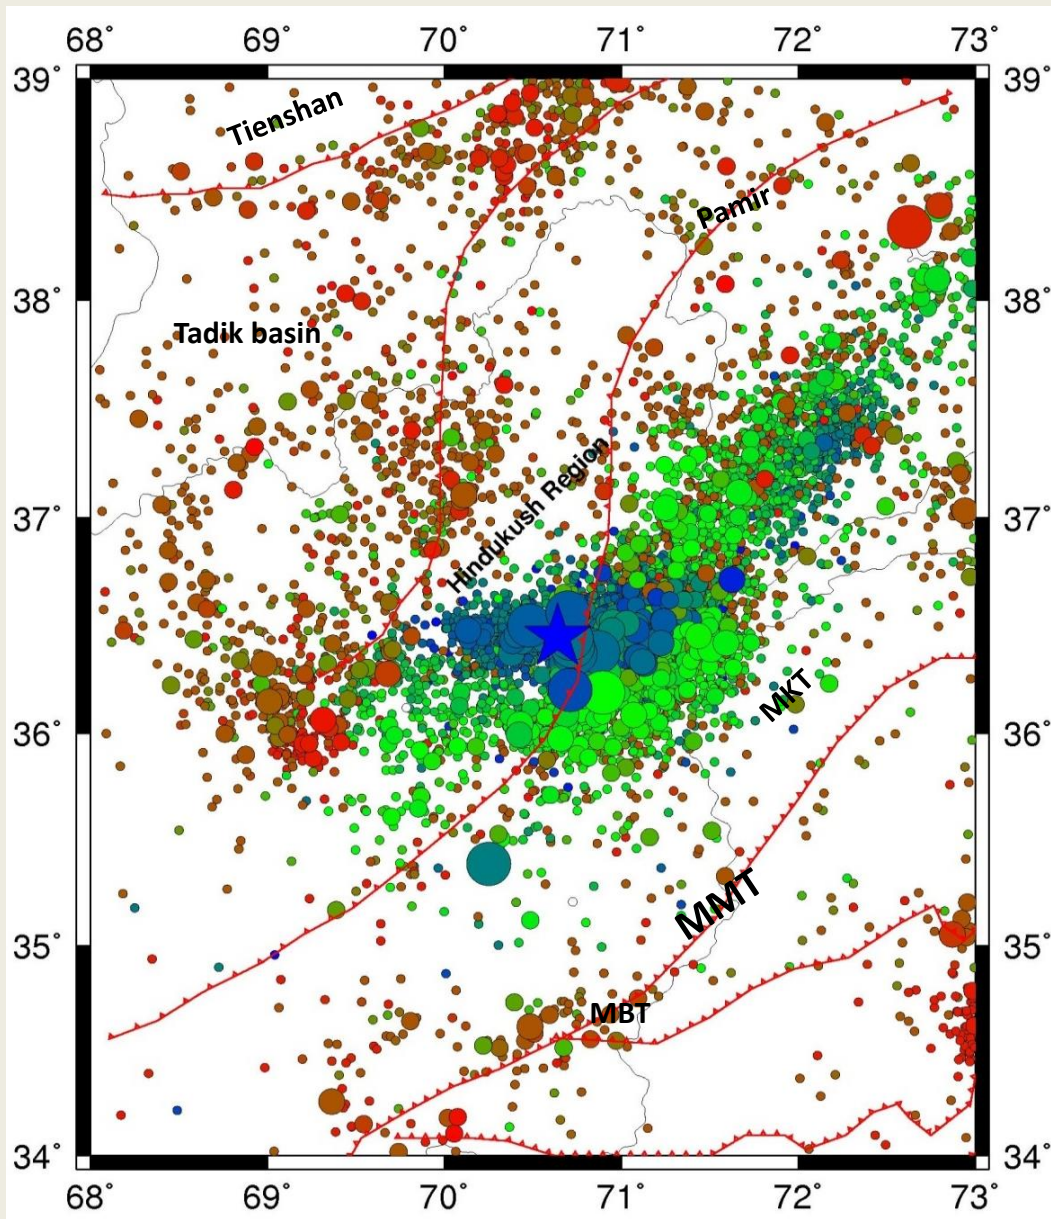 68° 69° 70° 71° 72° 73°
39° 39°
Tienshan
Pamir
38° 38°
Tadik basin
Hindukush Region
37° 37°
MKT
36° 36°
MMT
35° 35°
MBT
34° 34°
68° 69° 70° 71° 72° 73°